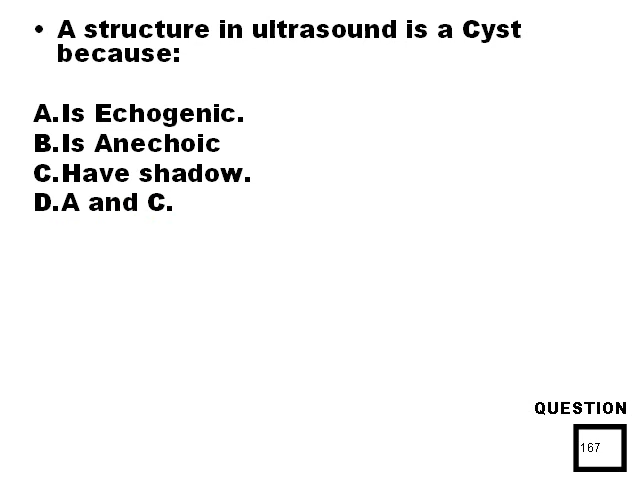 • A structure in ultrasound is a Cyst
because:
A.Is Echogenic.
B.Is Anechoic
C.Have shadow.
D.A and C.
QUESTION
167